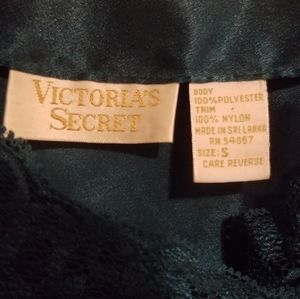 VICTORIA'S
SECRET
BODY
100% POLYESTER
TRIM
100% NYLON
MADE IN SRI LANKA
RN 54867
SIZE: S
CARE REVERSE